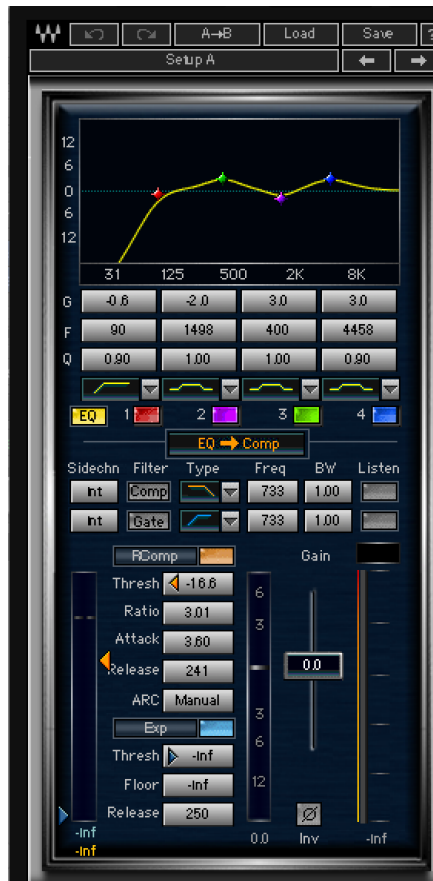 A→B Load Save ?
Setup A
12
6
0
6
12
31 125 500 2K 8K
G -0.6 -2.0 3.0 3.0
F 90 1498 400 4458
Q 0.90 1.00 1.00 0.90
EQ 1 2 3 4
EQ → Comp
Sidechn Filter Type Freq BW Listen
Int Comp 733 1.00
Int Gate 733 1.00
RComp Gain
Thresh -16.6
Ratio 3.01
Attack 3.60
Release 241
ARC Manual
Exp
Thresh -Inf
Floor -Inf
Release 250
6
3
3
6
12
0.0
0.0
Ø
Inv
-Inf
-Inf
-Inf